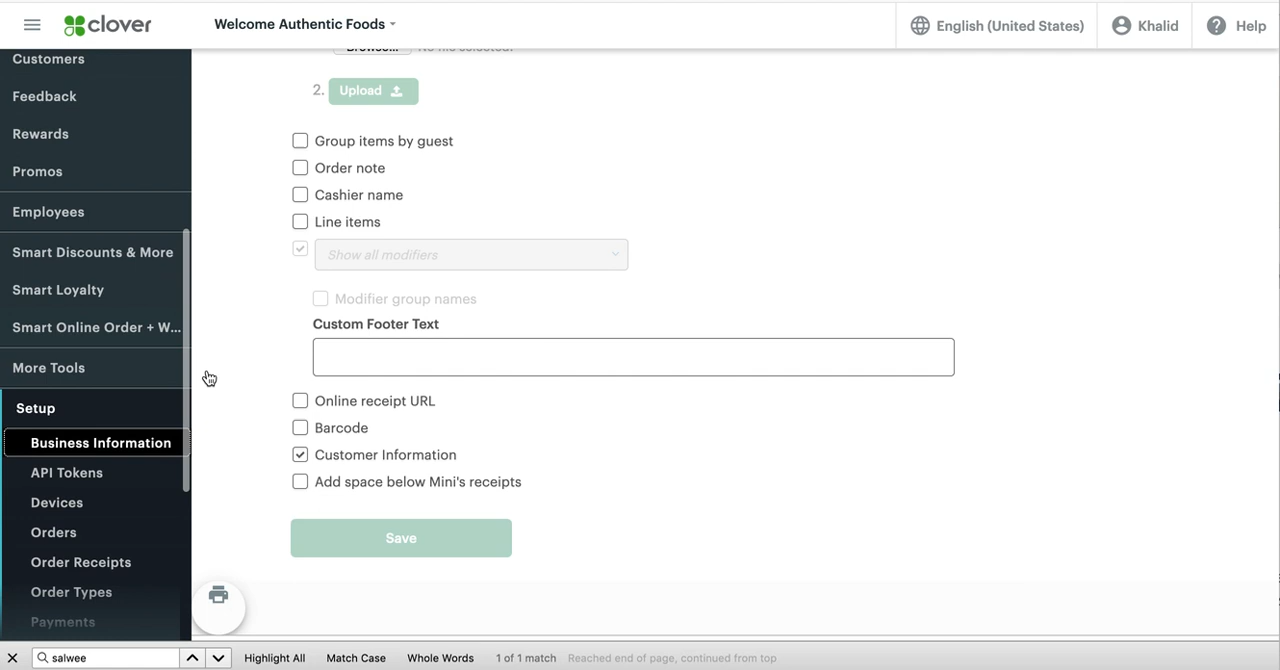 clover
Welcome Authentic Foods
English (United States)
Khalid
Help
Customers
Feedback
Rewards
Promos
Employees
Smart Discounts & More
Smart Loyalty
Smart Online Order + W...
More Tools
Setup
Business Information
API Tokens
Devices
Orders
Order Receipts
Order Types
Payments
Browse... No file selected.
2. Upload
Group items by guest
Order note
Cashier name
Line items
Show all modifiers
Modifier group names
Custom Footer Text
Online receipt URL
Barcode
Customer Information
Add space below Mini's receipts
Save
salwee
Highlight All
Match Case
Whole Words
1 of 1 match
Reached end of page, continued from top